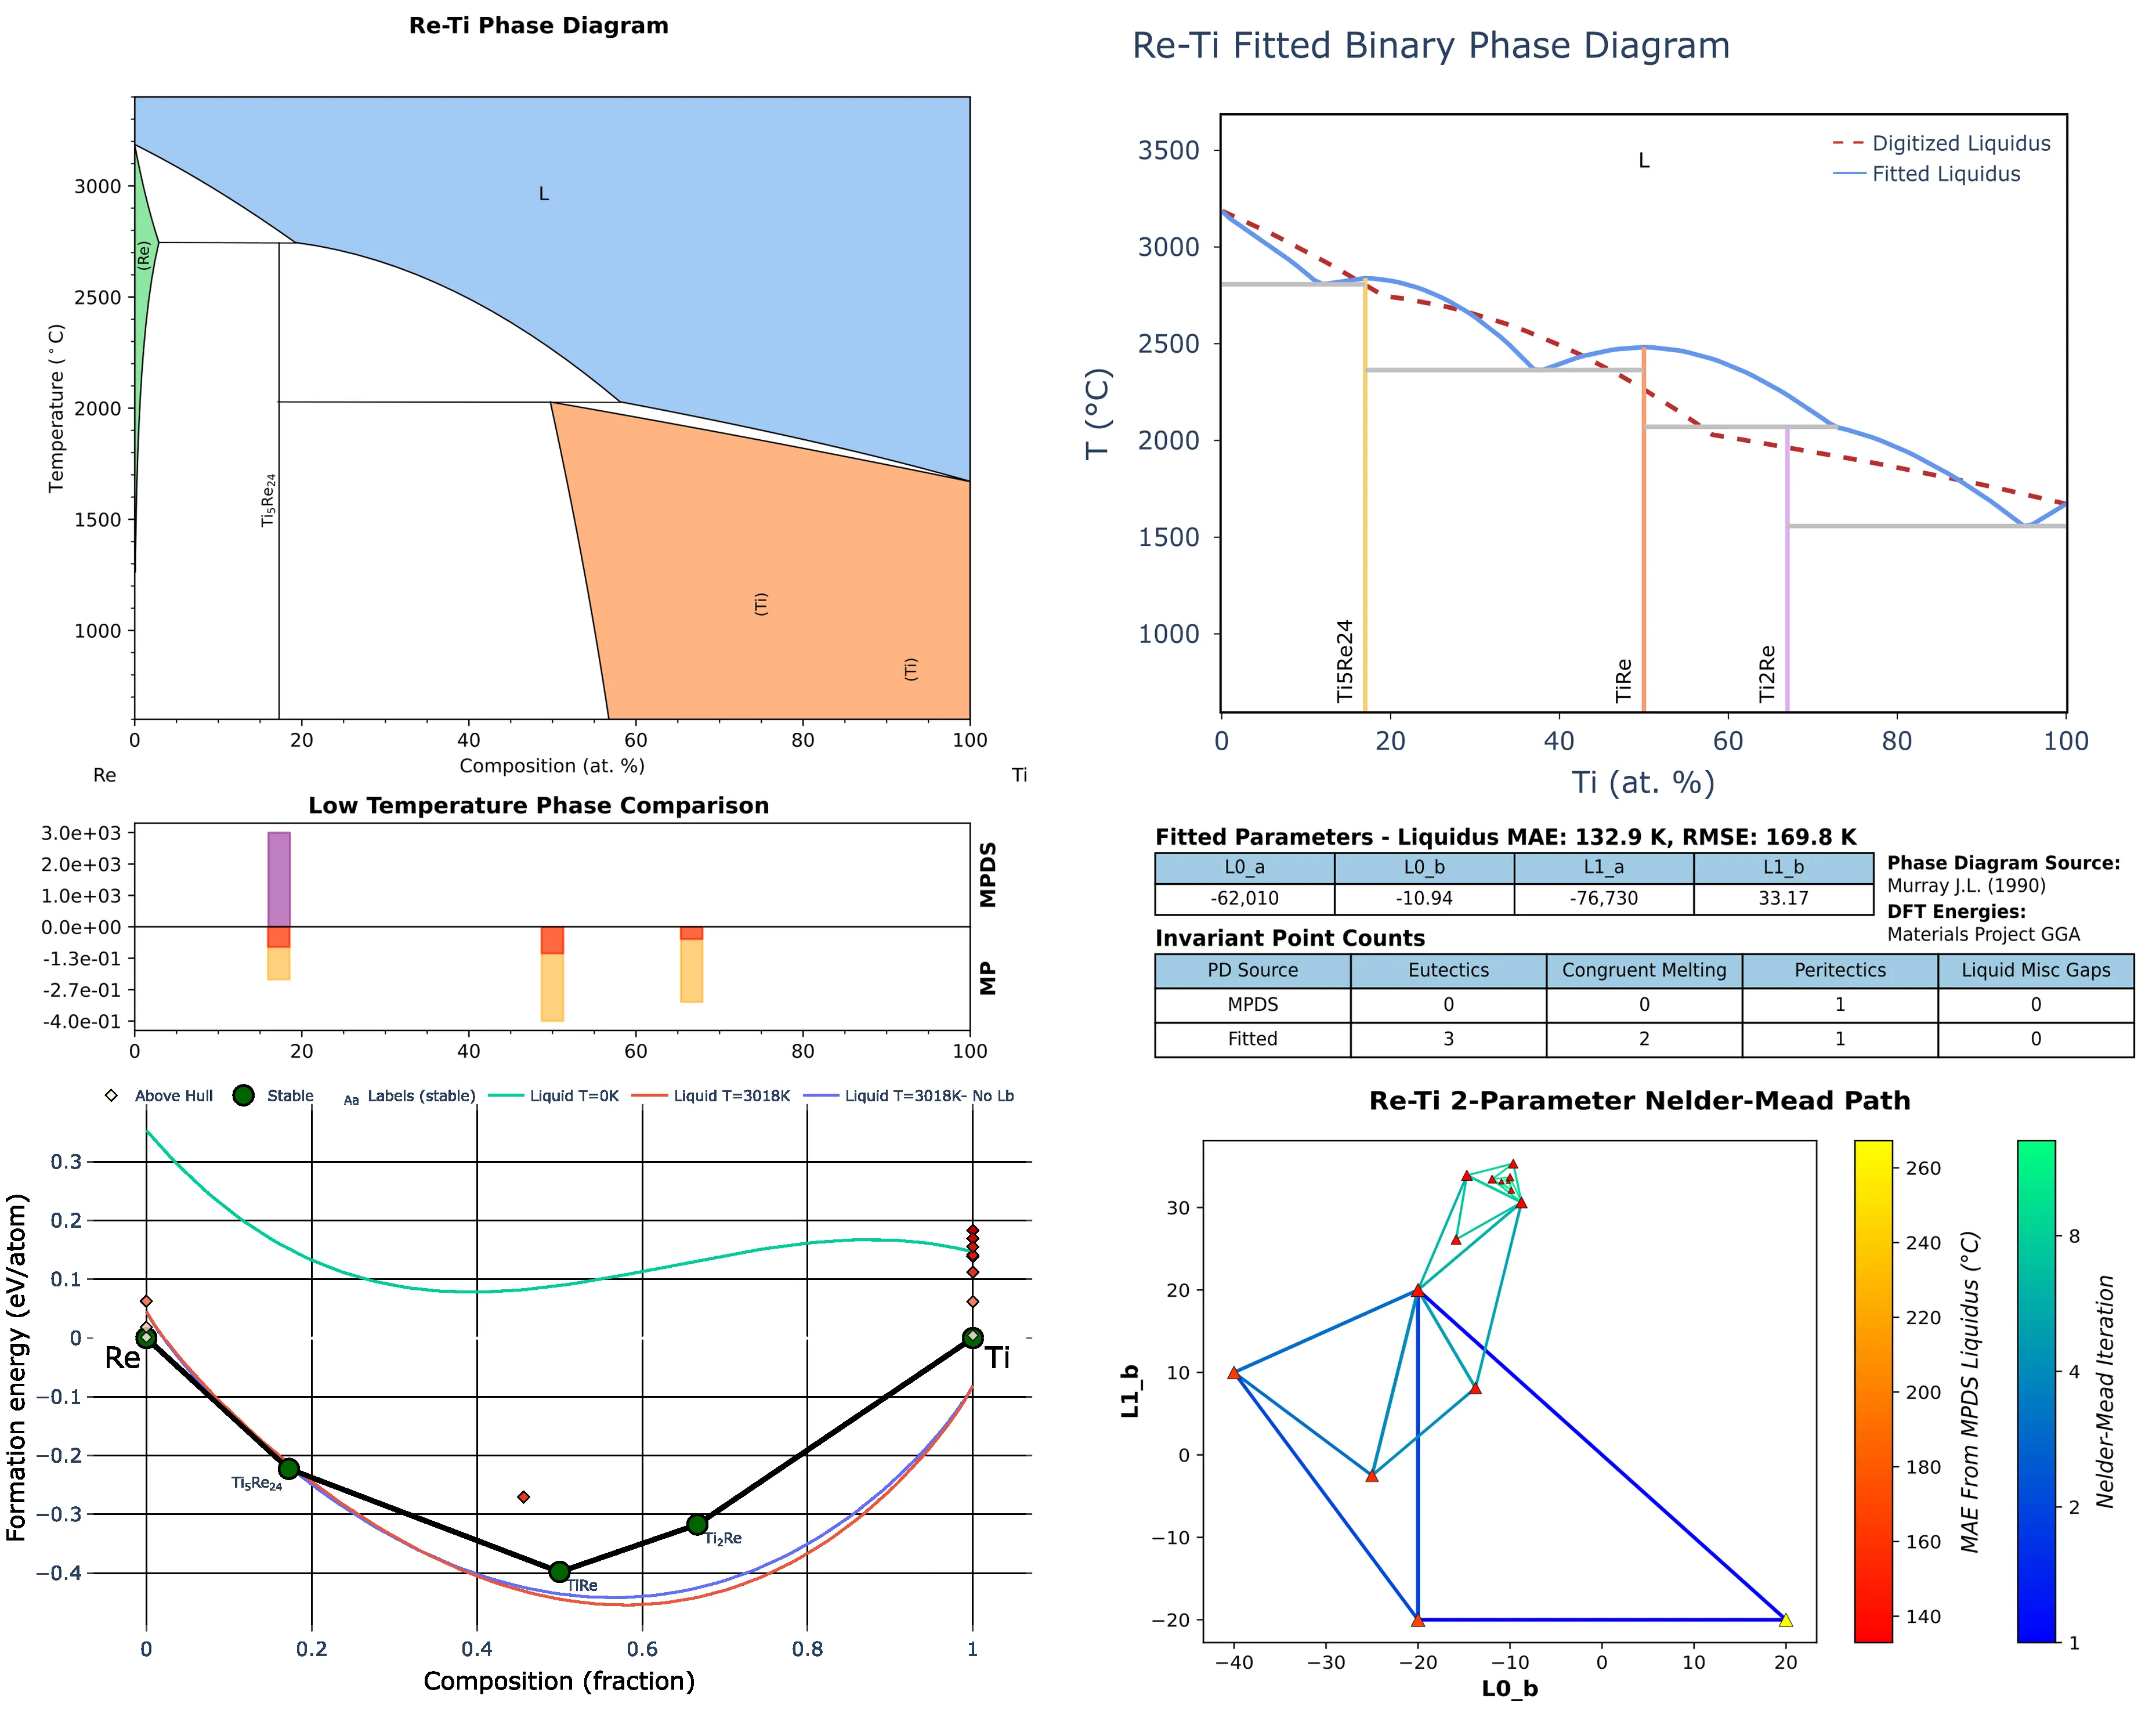 Re-Ti Phase Diagram
3000
2500
2000
1500
1000
Temperature (°C)
L
(Re)
Ti5Re24
(Ti)
(Ti)
0 20 40 60 80 100
Composition (at. %)
Re Ti
Re-Ti Fitted Binary Phase Diagram
3500
3000
2500
2000
1500
1000
T (°C)
L
Digitized Liquidus
Fitted Liquidus
Ti5Re24
TiRe
Ti2Re
0 20 40 60 80 100
Ti (at. %)
Low Temperature Phase Comparison
3.0e+03
2.0e+03
1.0e+03
0.0e+00
-1.3e-01
-2.7e-01
-4.0e-01
MPDS
MP
0 20 40 60 80 100
Fitted Parameters - Liquidus MAE: 132.9 K, RMSE: 169.8 K
L0_a L0_b L1_a L1_b
-62,010 -10.94 -76,730 33.17
Phase Diagram Source:
Murray J.L. (1990)
DFT Energies:
Materials Project GGA
Invariant Point Counts
PD Source Eutectics Congruent Melting Peritectics Liquid Misc Gaps
MPDS 0 0 1 0
Fitted 3 2 1 0
Above Hull Stable Aa Labels (stable) Liquid T=0K Liquid T=3018K Liquid T=3018K- No Lb
0.3
0.2
0.1
0
−0.1
−0.2
−0.3
−0.4
Formation energy (eV/atom)
Re
Ti
Ti5Re24
Ti2Re
TiRe
0 0.2 0.4 0.6 0.8 1
Composition (fraction)
Re-Ti 2-Parameter Nelder-Mead Path
30
20
10
0
−10
−20
L1_b
−40 −30 −20 −10 0 10 20
L0_b
260
240
220
200
180
160
140
MAE From MPDS Liquidus (°C)
8
4
2
1
Nelder-Mead Iteration